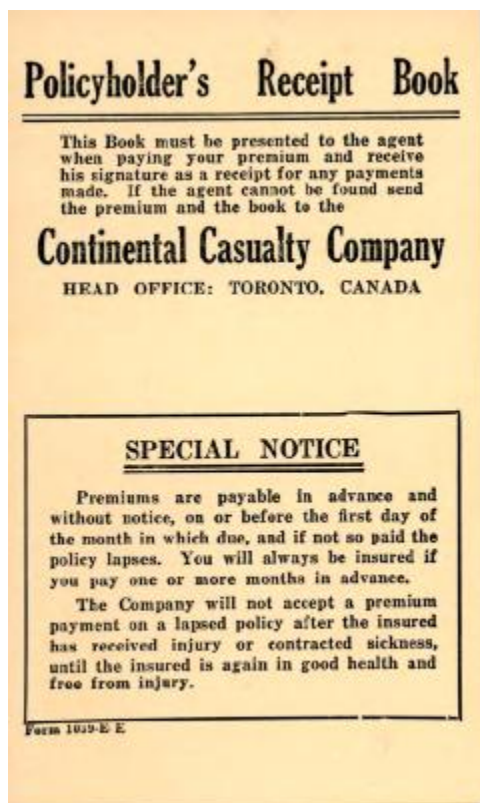 Policyholder's Receipt Book
This Book must be presented to the agent
when paying your premium and receive
his signature as a receipt for any payments
made. If the agent cannot be found send
the premium and the book to the
Continental Casualty Company
HEAD OFFICE: TORONTO, CANADA
SPECIAL NOTICE
Premiums are payable in advance and
without notice, on or before the first day of
the month in which due, and if not so paid the
policy lapses. You will always be insured if
you pay one or more months in advance.
The Company will not accept a premium
payment on a lapsed policy after the insured
has received injury or contracted sickness,
until the insured is again in good health and
free from injury.
Form 1039-E E